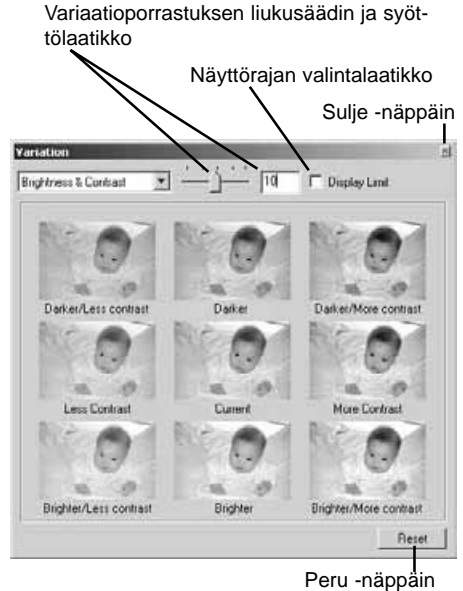 Variaatioporrastuksen liukusäädin ja syöt-
tölaatikko
Näyttörajan valintalaatikko
Sulje -näppäin
Variation
Brightness & Contrast 10 Display Limit
Darker/Less contrast Darker Darker/More contrast
Less Contrast Current More Contrast
Brighter/Less contrast Brighter Brighter/More contrast
Reset
Peru -näppäin